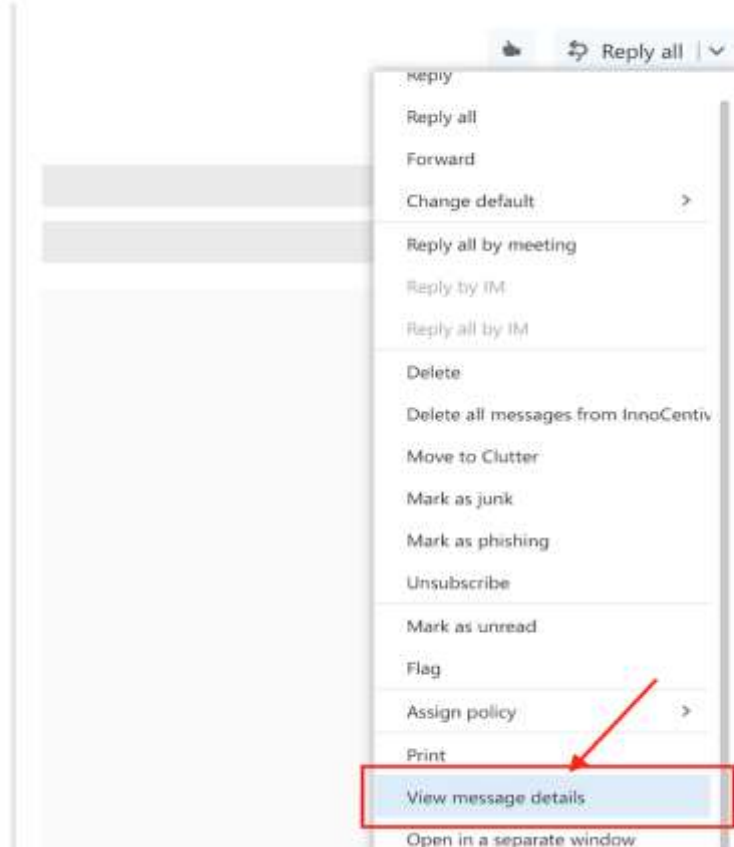 Reply all
Reply
Reply all
Forward
Change default
Reply all by meeting
Reply by IM
Reply all by IM
Delete
Delete all messages from InnoCentiv
Move to Clutter
Mark as junk
Mark as phishing
Unsubscribe
Mark as unread
Flag
Assign policy
Print
View message details
Open in a separate window